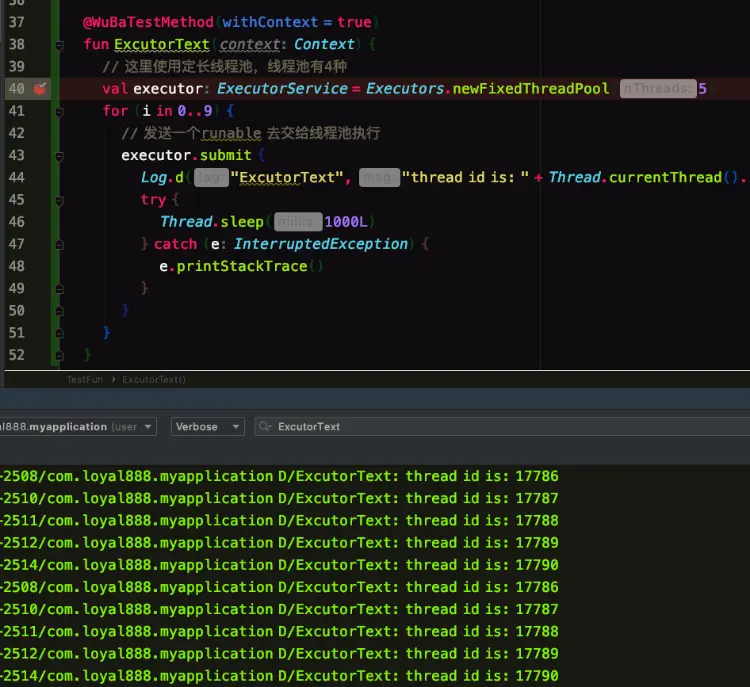 37 @WuBaTestMethod(withContext = true)
38 fun ExcutorText(context: Context) {
39 // 这里使用定长线程池，线程池有4种
40 val executor: ExecutorService = Executors.newFixedThreadPool nThreads: 5
41 for (i in 0..9) {
42 // 发送一个runable 去交给线程池执行
43 executor.submit {
44 Log.d( tag: "ExcutorText", msg: "thread id is: " + Thread.currentThread().
45 try {
46 Thread.sleep( millis: 1000L)
47 } catch (e: InterruptedException) {
48 e.printStackTrace()
49 }
50 }
51 }
52 }
TestFun › ExcutorText()
al888.myapplication (user Verbose ExcutorText
-2508/com.loyal888.myapplication D/ExcutorText: thread id is: 17786
-2510/com.loyal888.myapplication D/ExcutorText: thread id is: 17787
-2511/com.loyal888.myapplication D/ExcutorText: thread id is: 17788
-2512/com.loyal888.myapplication D/ExcutorText: thread id is: 17789
-2514/com.loyal888.myapplication D/ExcutorText: thread id is: 17790
-2508/com.loyal888.myapplication D/ExcutorText: thread id is: 17786
-2510/com.loyal888.myapplication D/ExcutorText: thread id is: 17787
-2511/com.loyal888.myapplication D/ExcutorText: thread id is: 17788
-2512/com.loyal888.myapplication D/ExcutorText: thread id is: 17789
-2514/com.loyal888.myapplication D/ExcutorText: thread id is: 17790